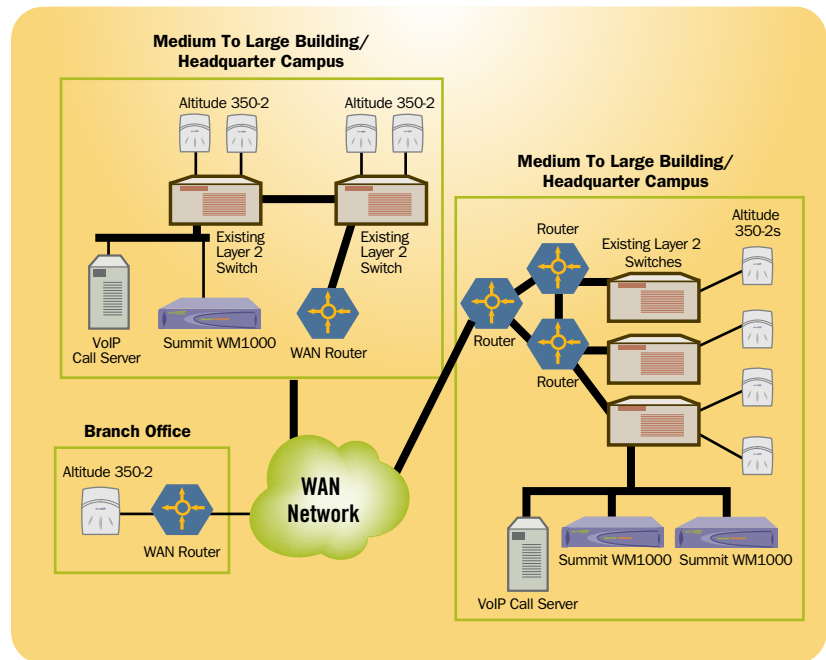 Medium To Large Building/
Headquarter Campus
Altitude 350-2
Altitude 350-2
Existing
Layer 2
Switch
Existing
Layer 2
Switch
VoIP
Call Server
Summit WM1000
WAN Router
Branch Office
Altitude 350-2
WAN Router
WAN
Network
Medium To Large Building/
Headquarter Campus
Router
Router
Router
Existing Layer 2
Switches
Altitude
350-2s
Summit WM1000
Summit WM1000
VoIP Call Server